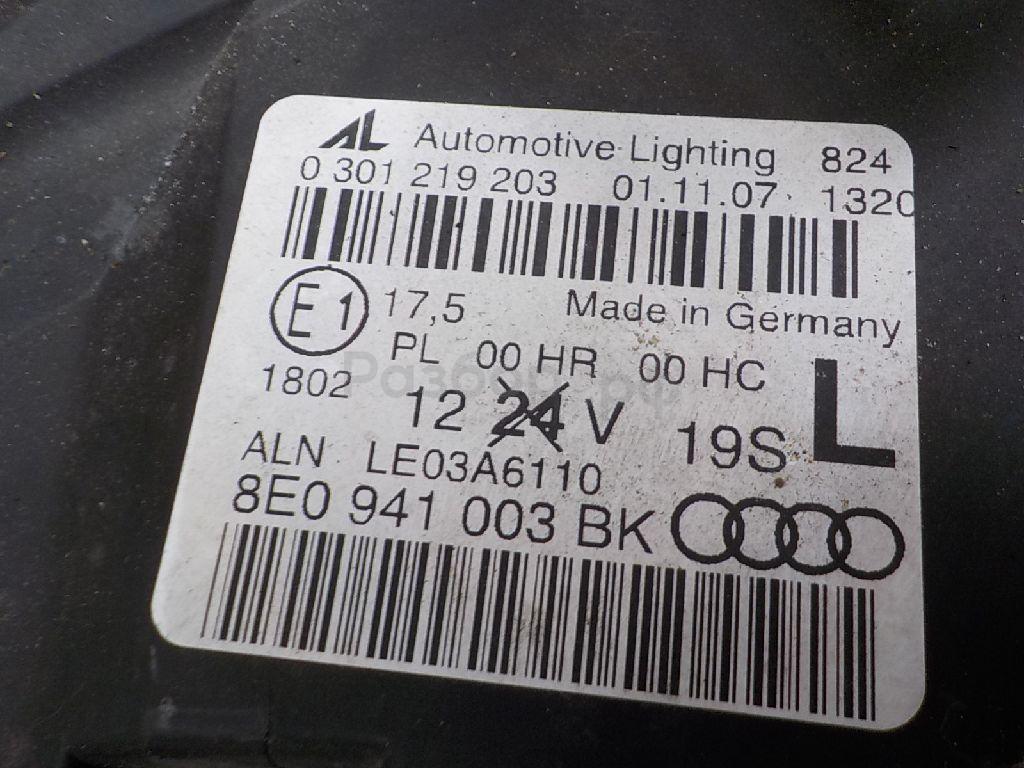 AL Automotive Lighting 824
0 301 219 203 01.11.07 1320
E1 17,5 Made in Germany
PL 00 HR 00 HC
1802 12 24 V 19S L
ALN LE03A6110
8E0 941 003 BK